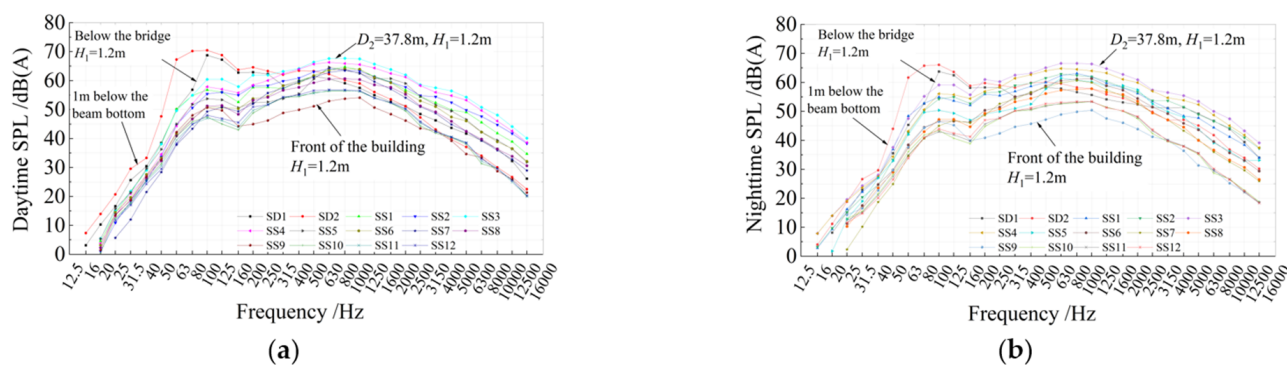 80
70
60
50
40
30
20
10
0
Daytime SPL /dB(A)
Below the bridge
H1=1.2m
D2=37.8m, H1=1.2m
1m below the
beam bottom
Front of the building
H1=1.2m
SD1 SD2 SS1 SS2 SS3
SS4 SS5 SS6 SS7 SS8
SS9 SS10 SS11 SS12
12.5 16 20 25 31.5 40 50 63 80 100 125 160 200 250 315 400 500 630 800 1000 1250 1600 2000 2500 3150 4000 5000 6300 8000 10000 12500 16000
Frequency /Hz
(a)
80
70
60
50
40
30
20
10
0
Nighttime SPL /dB(A)
Below the bridge
H1=1.2m
D2=37.8m, H1=1.2m
1m below the
beam bottom
Front of the building
H1=1.2m
SD1 SD2 SS1 SS2 SS3
SS4 SS5 SS6 SS7 SS8
SS9 SS10 SS11 SS12
12.5 16 20 25 31.5 40 50 63 80 100 125 160 200 250 315 400 500 630 800 1000 1250 1600 2000 2500 3150 4000 5000 6300 8000 10000 12500 16000
Frequency /Hz
(b)